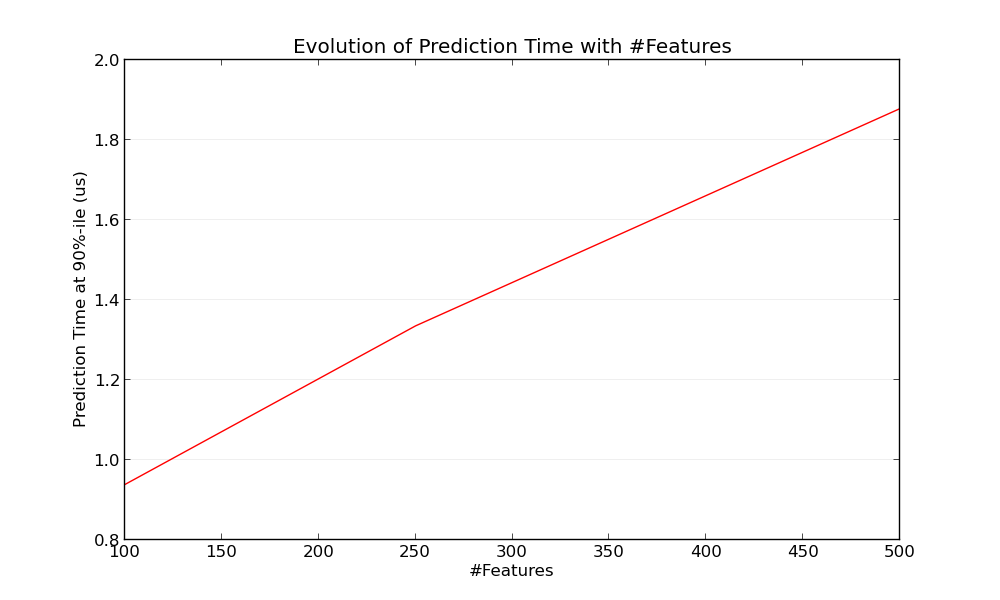 Evolution of Prediction Time with #Features
2.0
1.8
1.6
1.4
1.2
1.0
0.8
Prediction Time at 90%-ile (us)
100 150 200 250 300 350 400 450 500
#Features